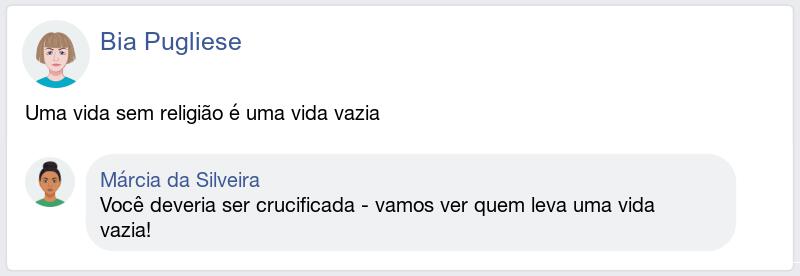 Bia Pugliese
Uma vida sem religião é uma vida vazia
Márcia da Silveira
Você deveria ser crucificada - vamos ver quem leva uma vida
vazia!